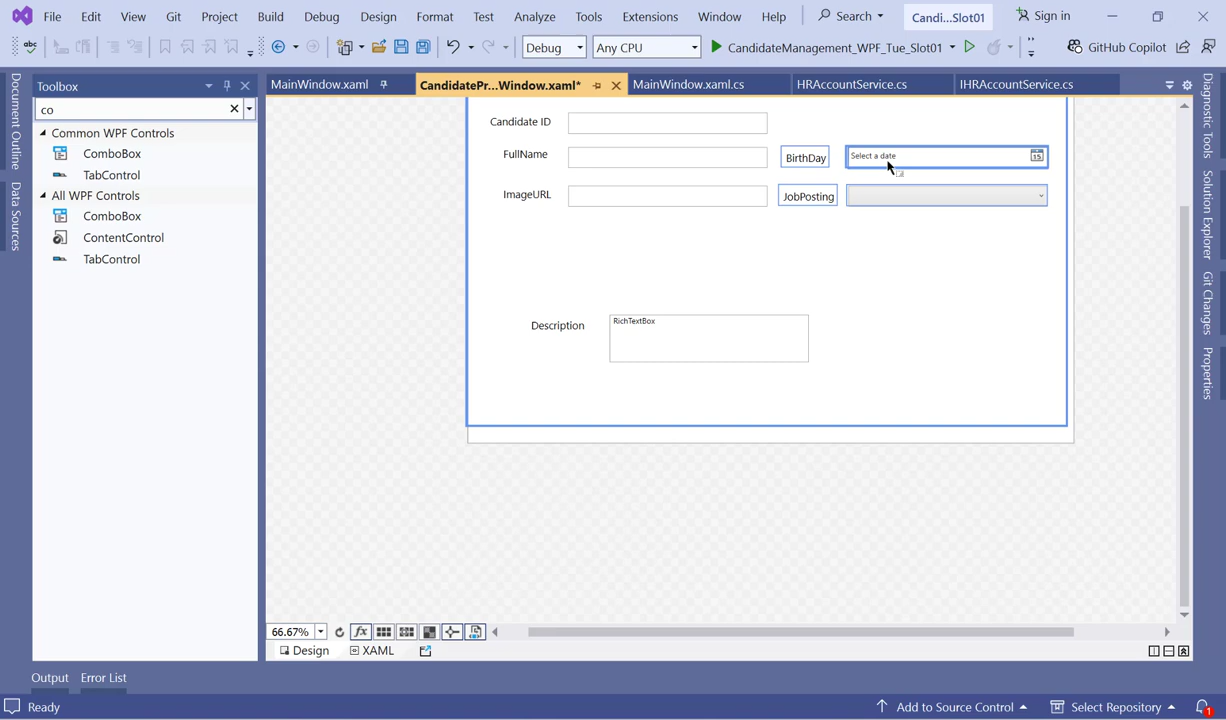 File Edit View Git Project Build Debug Design Format Test Analyze Tools Extensions Window Help Search Candi...Slot01 Sign in
abc Debug Any CPU CandidateManagement_WPF_Tue_Slot01 GitHub Copilot
Toolbox
MainWindow.xaml CandidatePr...Window.xaml* MainWindow.xaml.cs HRAccountService.cs IHRAccountService.cs
co
Common WPF Controls
ComboBox
TabControl
All WPF Controls
ComboBox
ContentControl
TabControl
Document Outline
Data Sources
Candidate ID
FullName BirthDay Select a date 15
ImageURL JobPosting
Description RichTextBox
Diagnostic Tools
Solution Explorer
Git Changes
Properties
66.67% fx
Design XAML
Output Error List
Ready Add to Source Control Select Repository 1